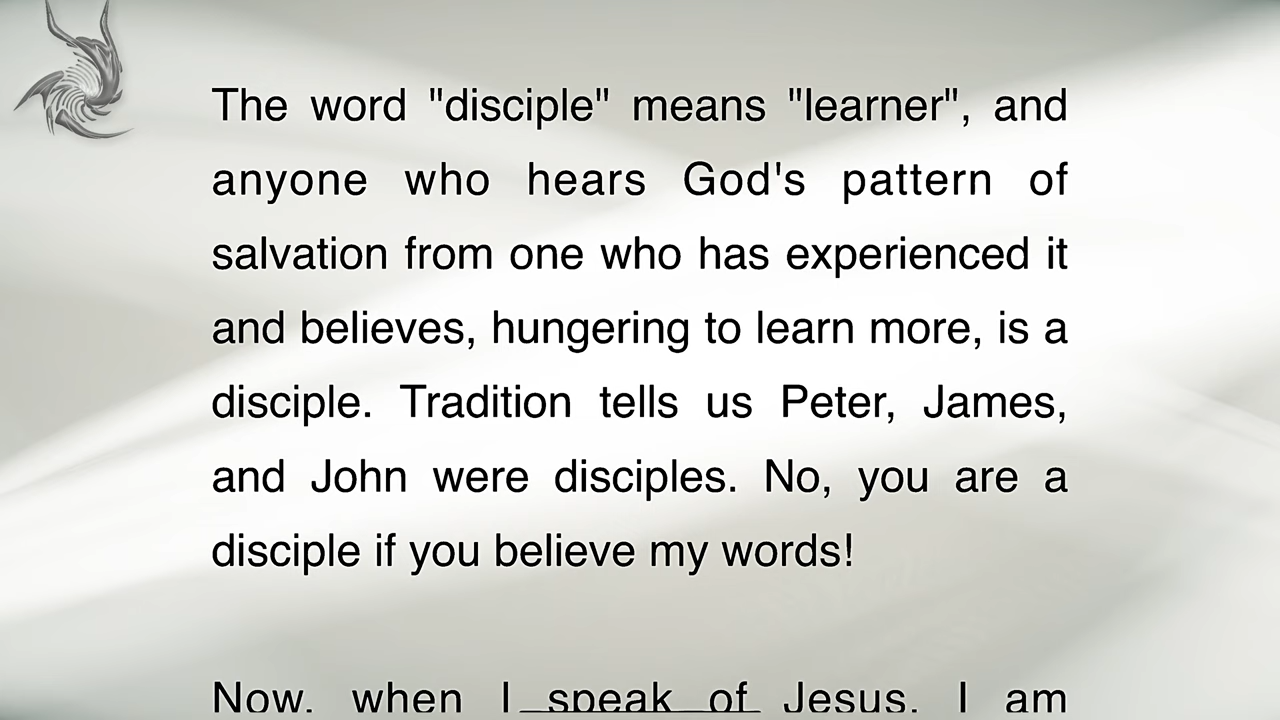 The word "disciple" means "learner", and
anyone who hears God's pattern of
salvation from one who has experienced it
and believes, hungering to learn more, is a
disciple. Tradition tells us Peter, James,
and John were disciples. No, you are a
disciple if you believe my words!
Now, when I speak of Jesus, I am